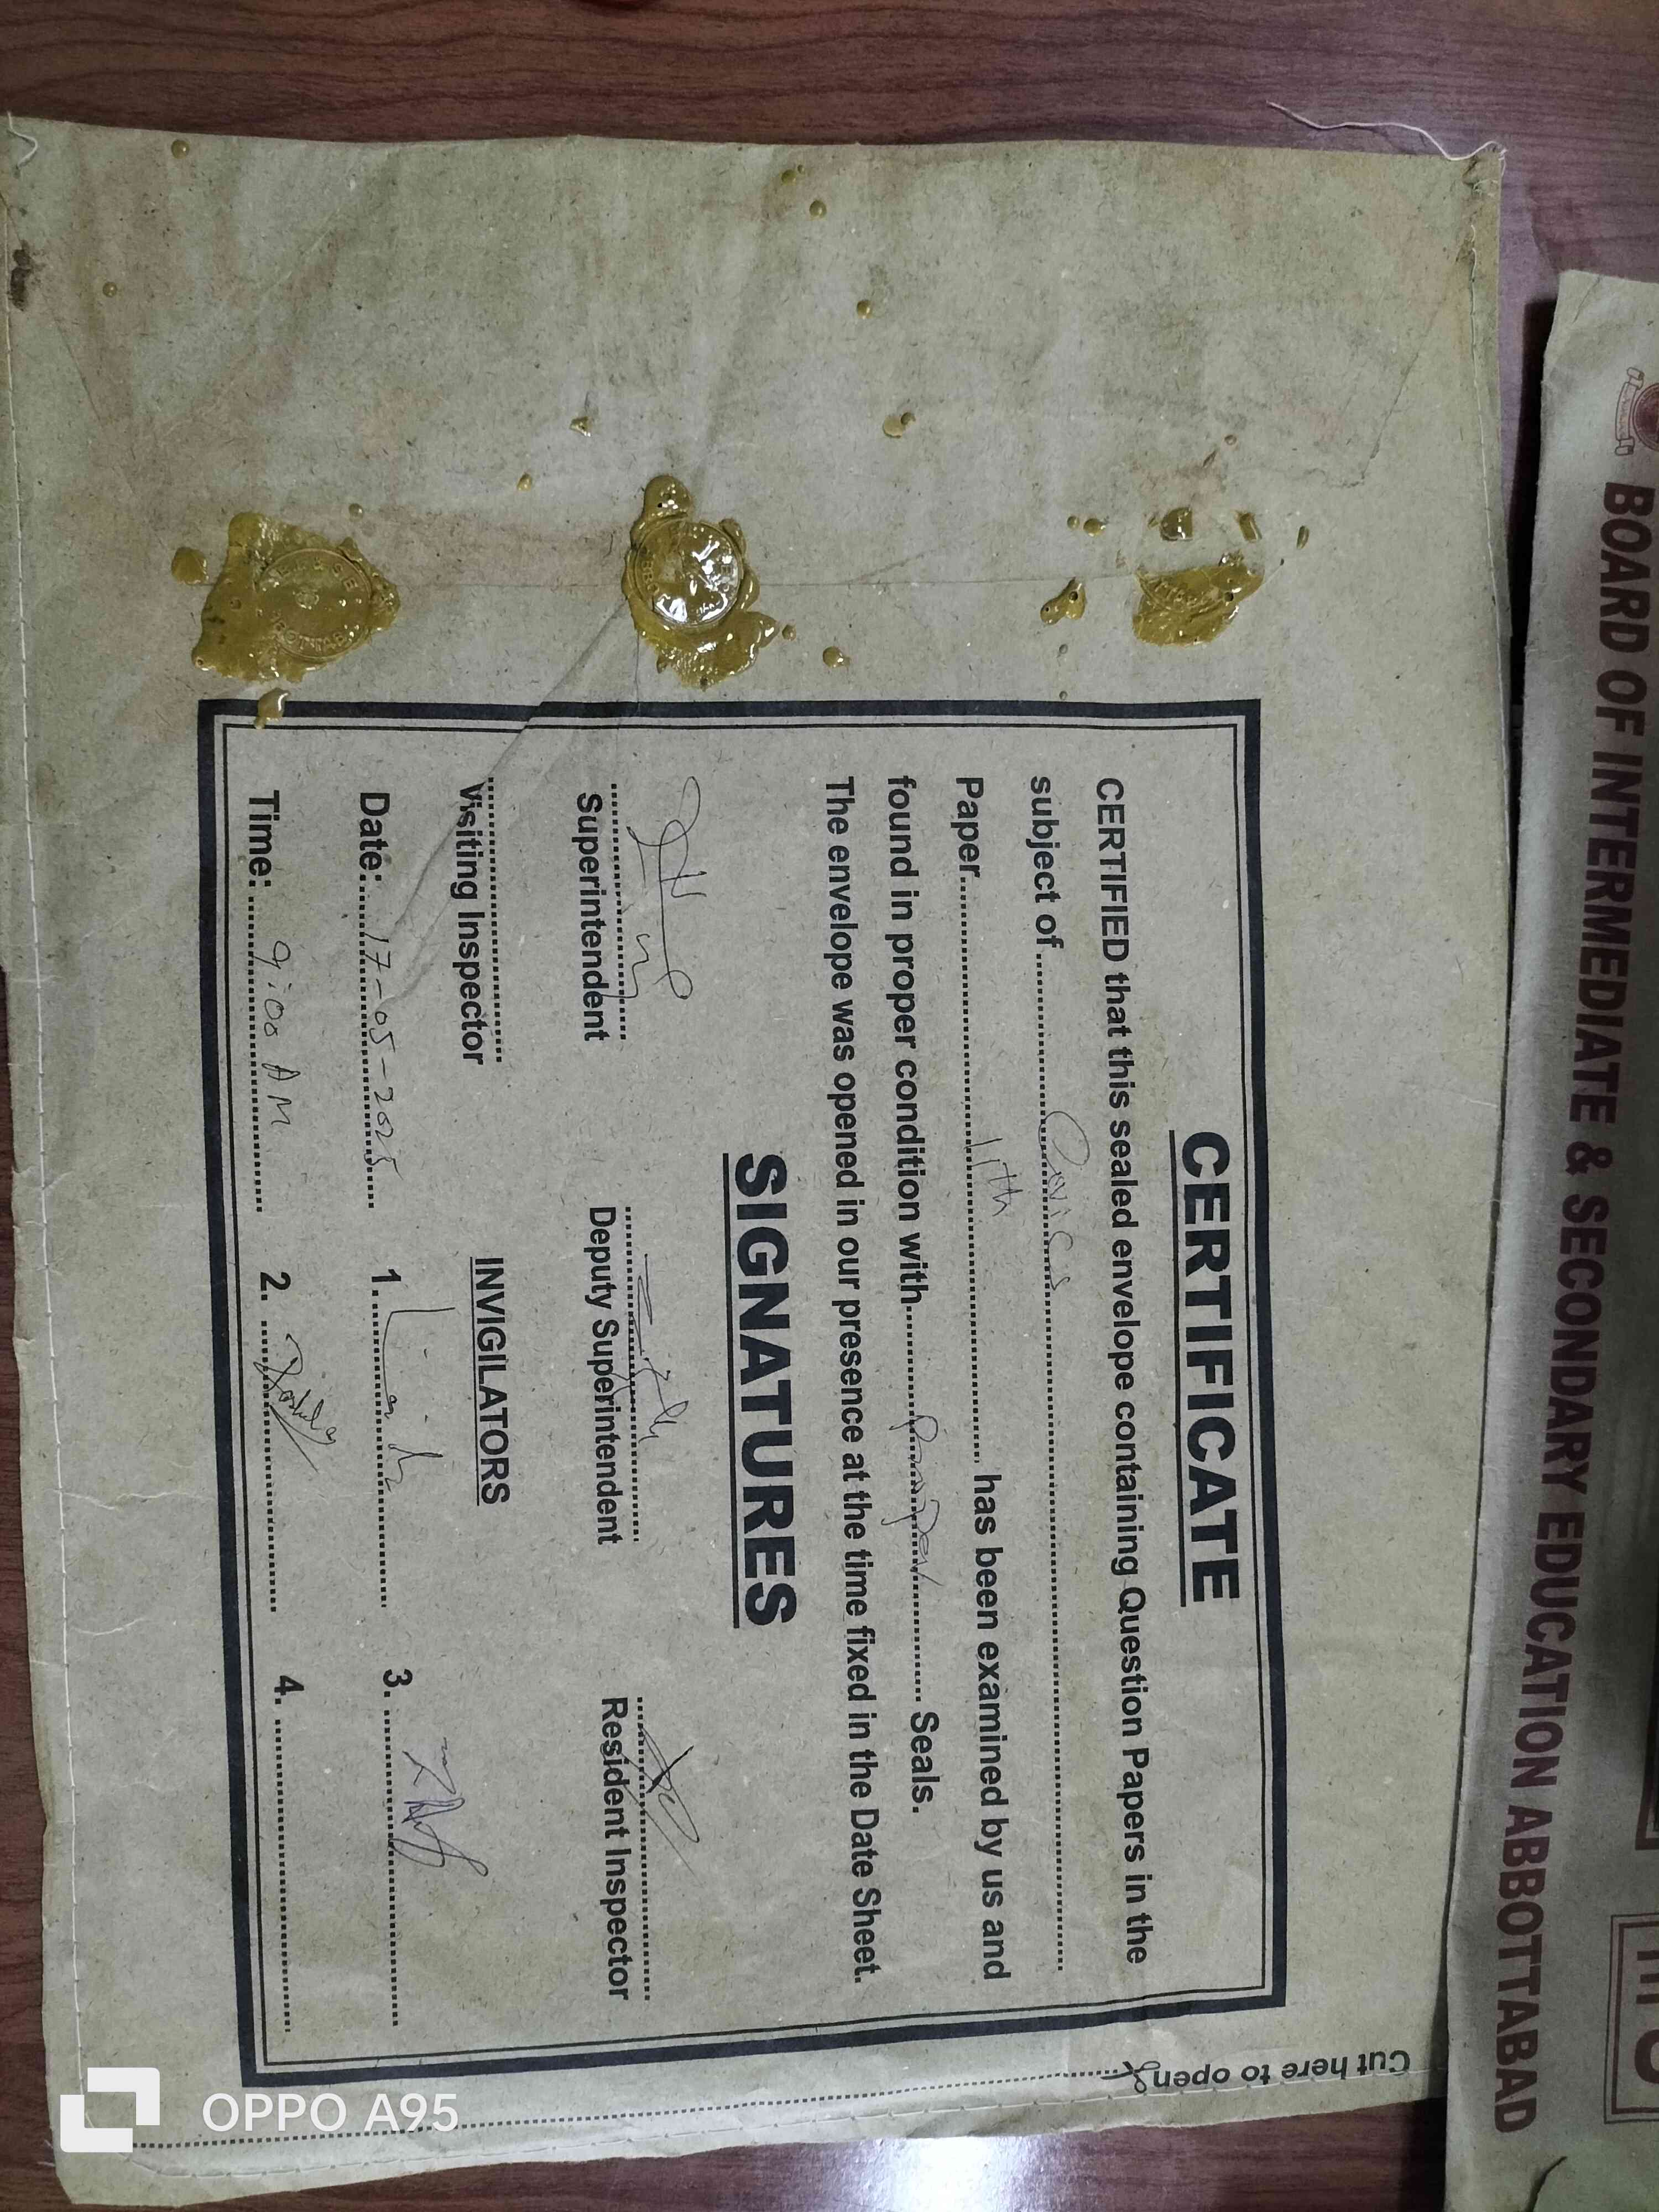 CERTIFICATE
CERTIFIED that this sealed envelope containing Question Papers in the
subject of Civics
Paper 11th has been examined by us and
found in proper condition with Proper Seals.
The envelope was opened in our presence at the time fixed in the Date Sheet.
SIGNATURES
Superintendent Deputy Superintendent Resident Inspector
Visiting Inspector
INVIGILATORS
Date: 17-05-2025 1. 3.
Time: 9:00 AM 2. 4.
Cut here to open
BOARD OF INTERMEDIATE & SECONDARY EDUCATION ABBOTTABAD
OPPO A95